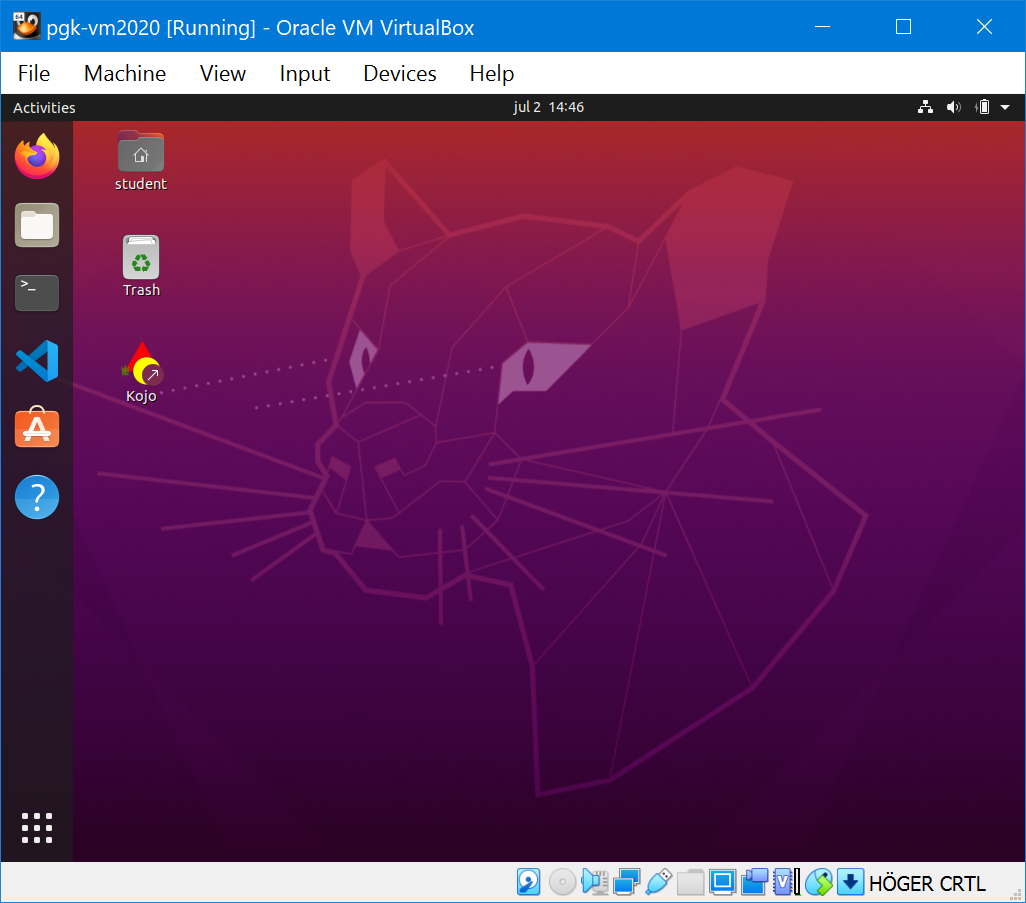 pgk-vm2020 [Running] - Oracle VM VirtualBox
File Machine View Input Devices Help
Activities jul 2 14:46
student
Trash
Kojo
HÖGER CRTL